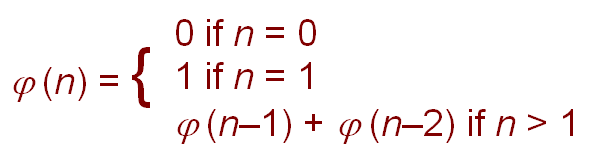 0 if n = 0
φ (n) = { 1 if n = 1
φ (n–1) + φ (n–2) if n > 1